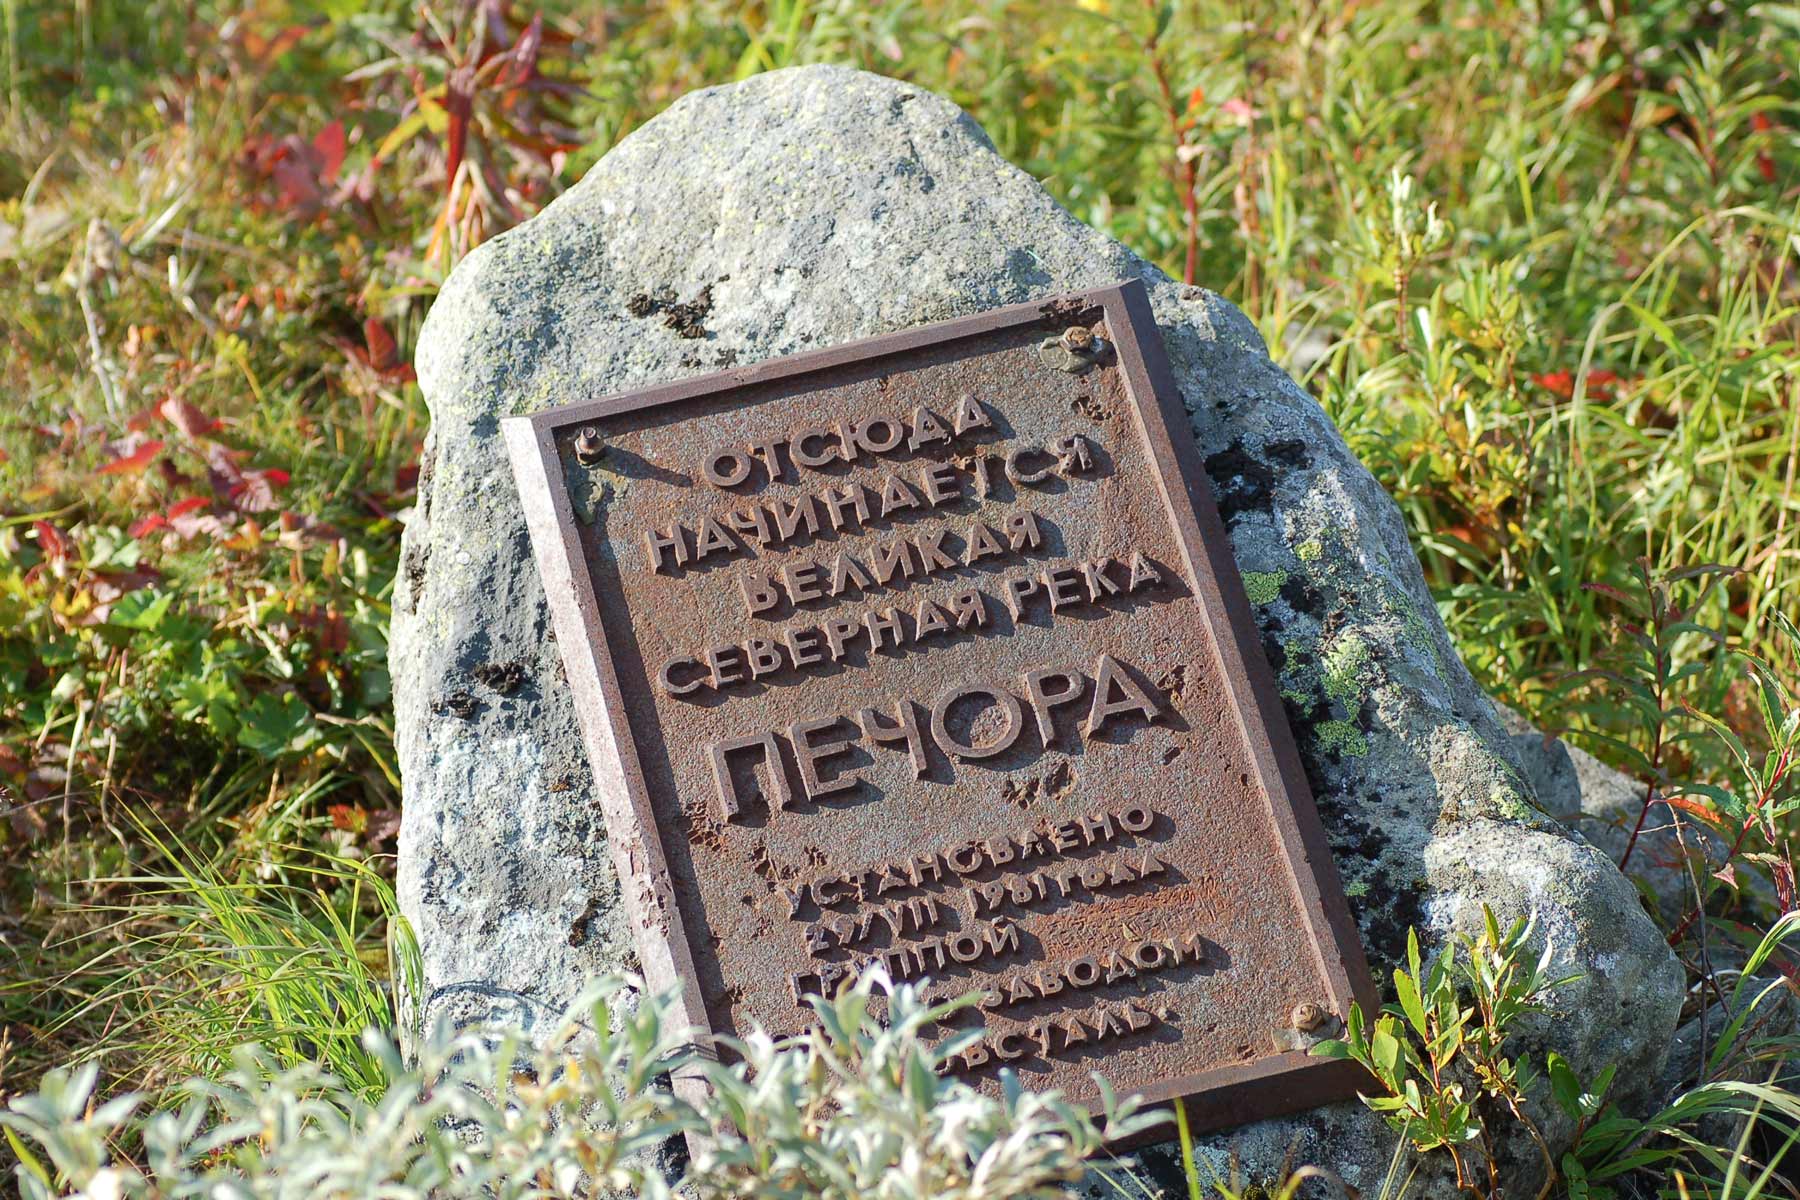 ОТСЮДА
НАЧИНАЕТСЯ
ВЕЛИКАЯ
СЕВЕРНАЯ РЕКА
ПЕЧОРА
УСТАНОВЛЕНО
29/VII 1981 ГОДА
ГРУППОЙ
ЗАВОДОМ